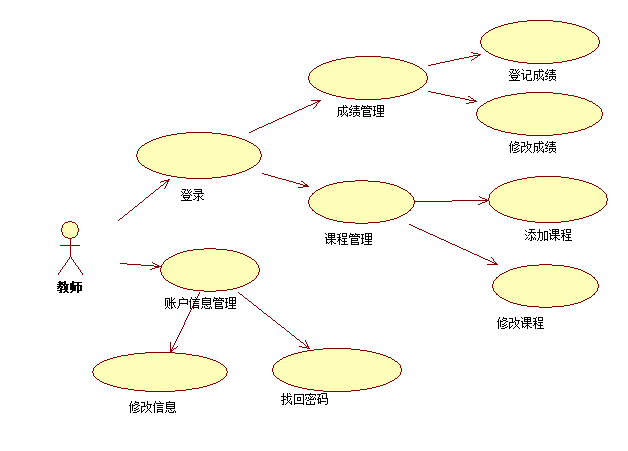 登记成绩
成绩管理
修改成绩
登录
添加课程
课程管理
教师
账户信息管理
修改课程
找回密码
修改信息